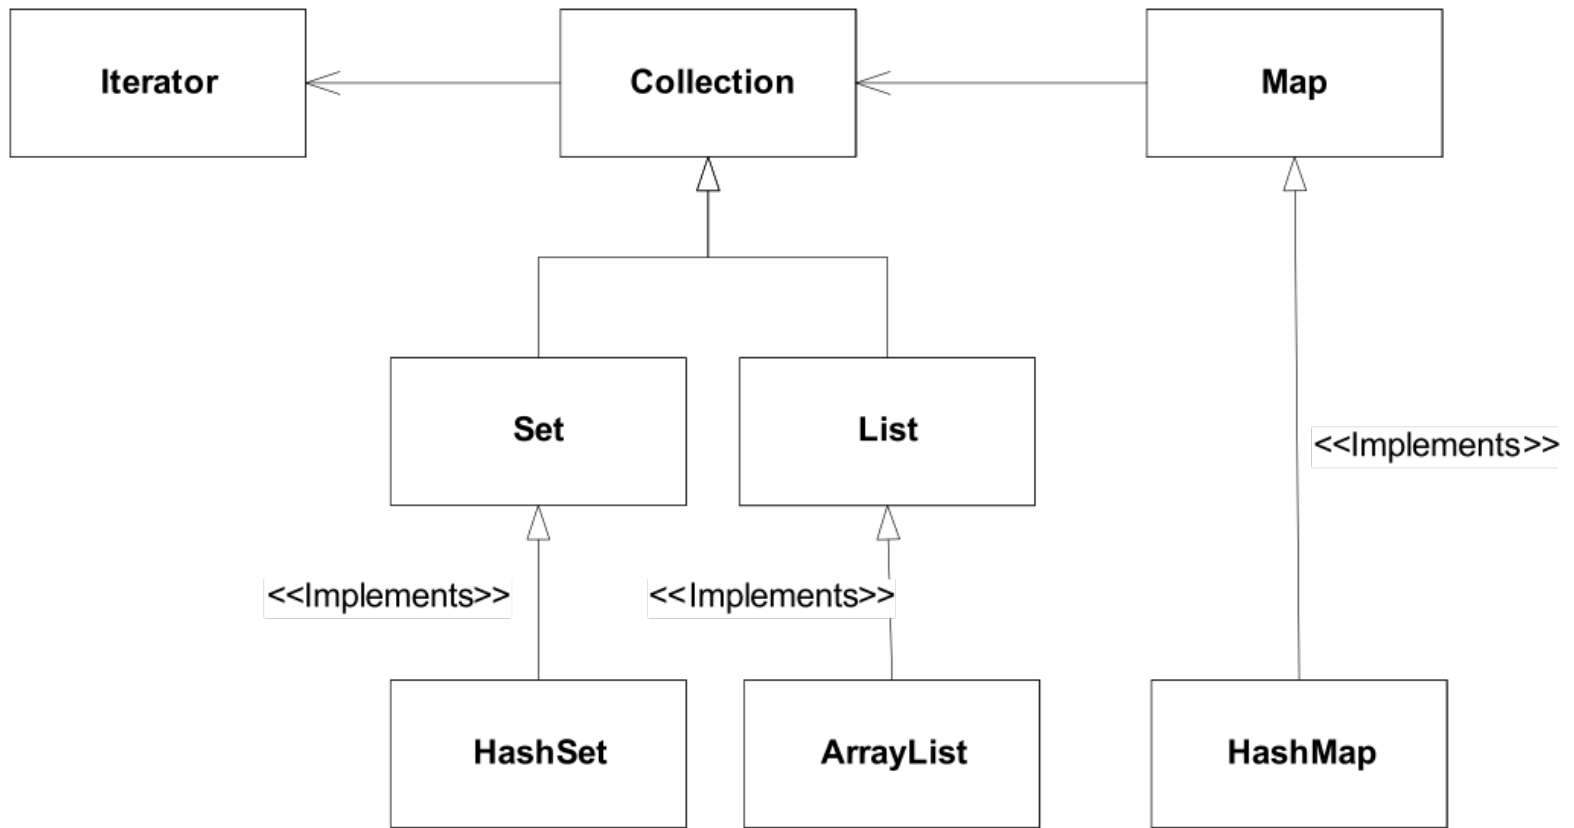 Iterator
Collection
Map
Set
List
<<Implements>>
<<Implements>>
<<Implements>>
HashSet
ArrayList
HashMap